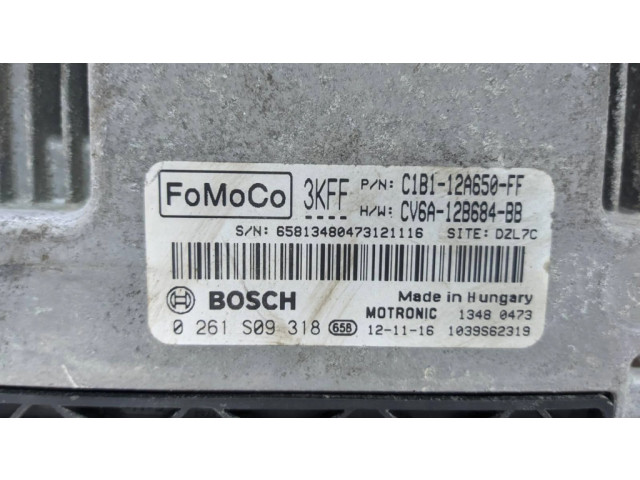 FoMoCo 3KFF P/N: C1B1-12A650-FF
H/W: CV6A-12B684-BB
S/N: 65813480473121116 SITE: DZL7C
BOSCH Made in Hungary
MOTRONIC 1348 0473
0 261 S09 318 658 12-11-16 1039S62319